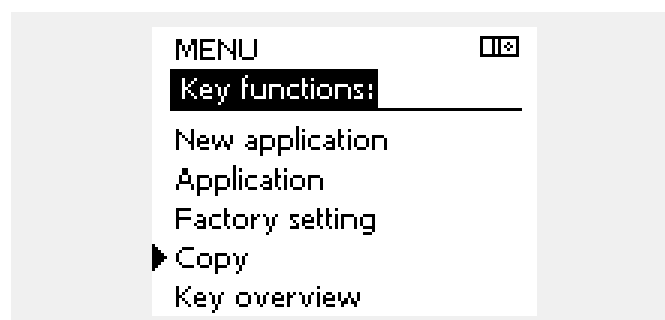 MENU
Key functions:
New application
Application
Factory setting
Copy
Key overview